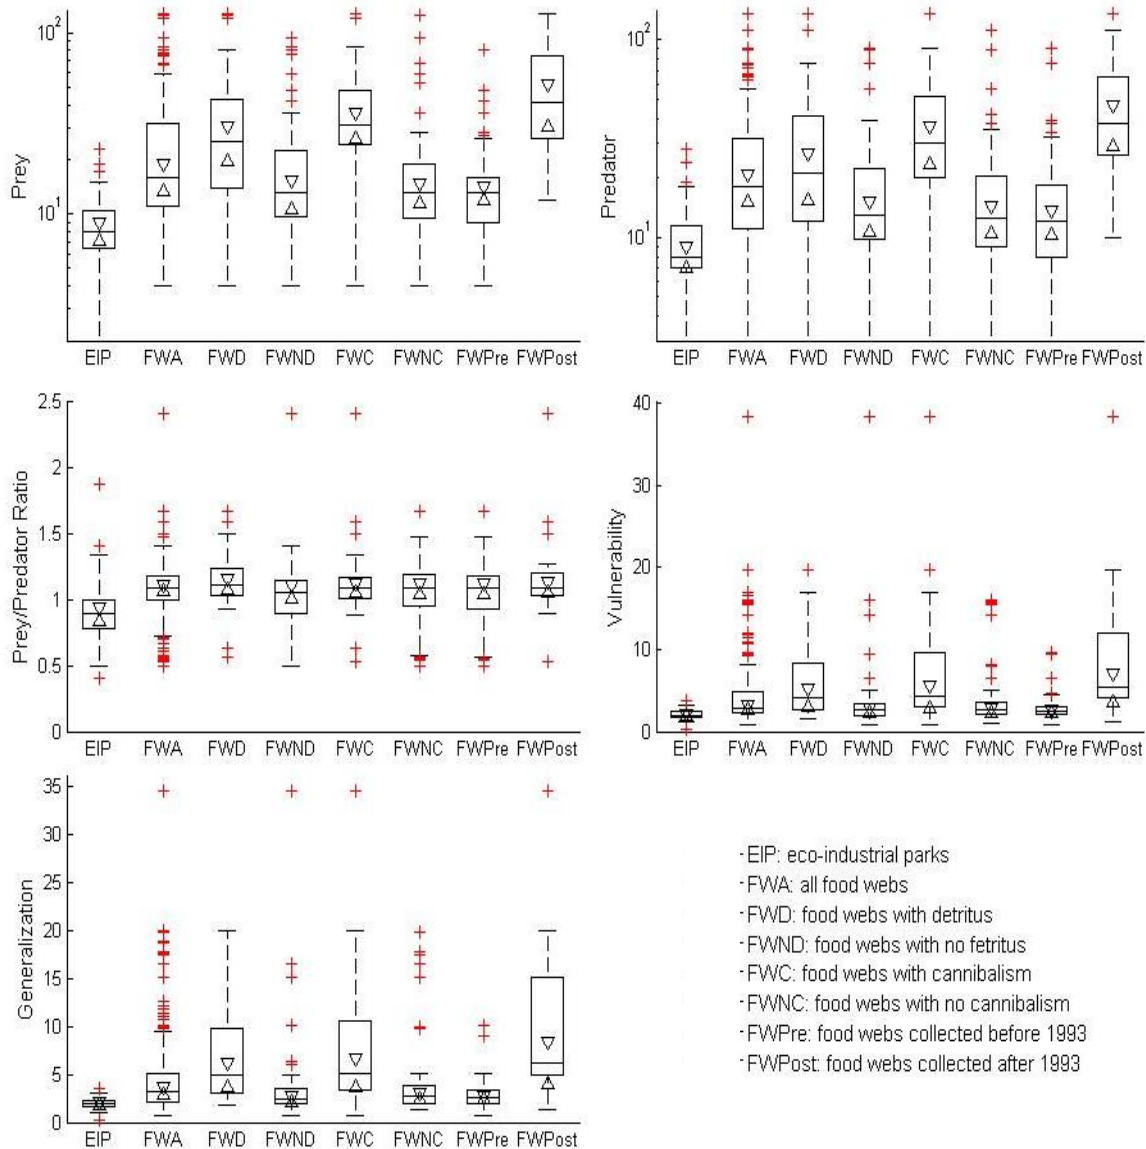 10²
10¹
Prey
EIP FWA FWD FWND FWC FWNC FWPre FWPost
10²
10¹
Predator
EIP FWA FWD FWND FWC FWNC FWPre FWPost
2.5
2
1.5
1
0.5
0
Prey/Predator Ratio
EIP FWA FWD FWND FWC FWNC FWPre FWPost
40
30
20
10
0
Vulnerability
EIP FWA FWD FWND FWC FWNC FWPre FWPost
35
30
25
20
15
10
5
0
Generalization
EIP FWA FWD FWND FWC FWNC FWPre FWPost
-EIP: eco-industrial parks
-FWA: all food webs
-FWD: food webs with detritus
-FWND: food webs with no fetritus
-FWC: food webs with cannibalism
-FWNC: food webs with no cannibalism
-FWPre: food webs collected before 1993
-FWPost: food webs collected after 1993